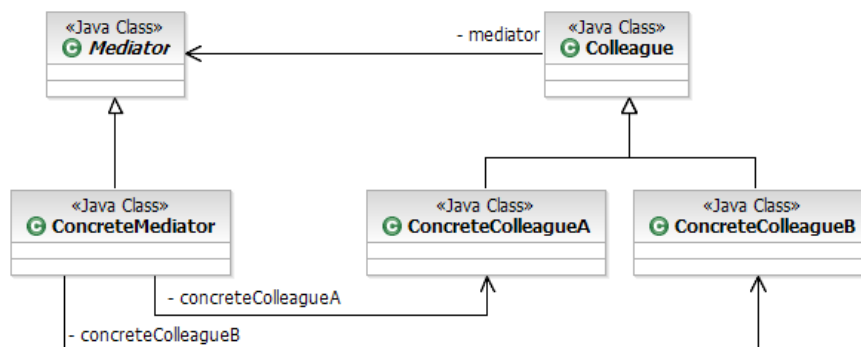 «Java Class»
C Mediator
- mediator
«Java Class»
C Colleague
«Java Class»
C ConcreteMediator
«Java Class»
C ConcreteColleagueA
«Java Class»
C ConcreteColleagueB
- concreteColleagueA
- concreteColleagueB